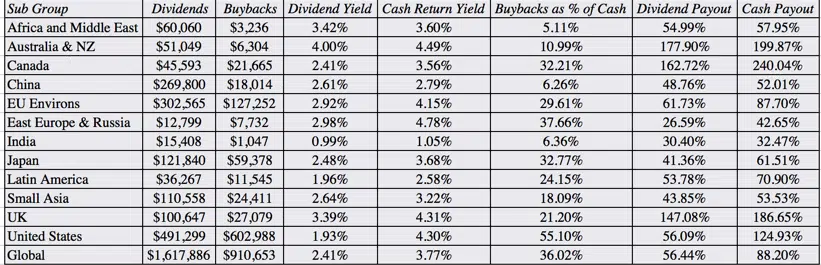 Sub Group Dividends Buybacks Dividend Yield Cash Return Yield Buybacks as % of Cash Dividend Payout Cash Payout
Africa and Middle East $60,060 $3,236 3.42% 3.60% 5.11% 54.99% 57.95%
Australia & NZ $51,049 $6,304 4.00% 4.49% 10.99% 177.90% 199.87%
Canada $45,593 $21,665 2.41% 3.56% 32.21% 162.72% 240.04%
China $269,800 $18,014 2.61% 2.79% 6.26% 48.76% 52.01%
EU Environs $302,565 $127,252 2.92% 4.15% 29.61% 61.73% 87.70%
East Europe & Russia $12,799 $7,732 2.98% 4.78% 37.66% 26.59% 42.65%
India $15,408 $1,047 0.99% 1.05% 6.36% 30.40% 32.47%
Japan $121,840 $59,378 2.48% 3.68% 32.77% 41.36% 61.51%
Latin America $36,267 $11,545 1.96% 2.58% 24.15% 53.78% 70.90%
Small Asia $110,558 $24,411 2.64% 3.22% 18.09% 43.85% 53.53%
UK $100,647 $27,079 3.39% 4.31% 21.20% 147.08% 186.65%
United States $491,299 $602,988 1.93% 4.30% 55.10% 56.09% 124.93%
Global $1,617,886 $910,653 2.41% 3.77% 36.02% 56.44% 88.20%